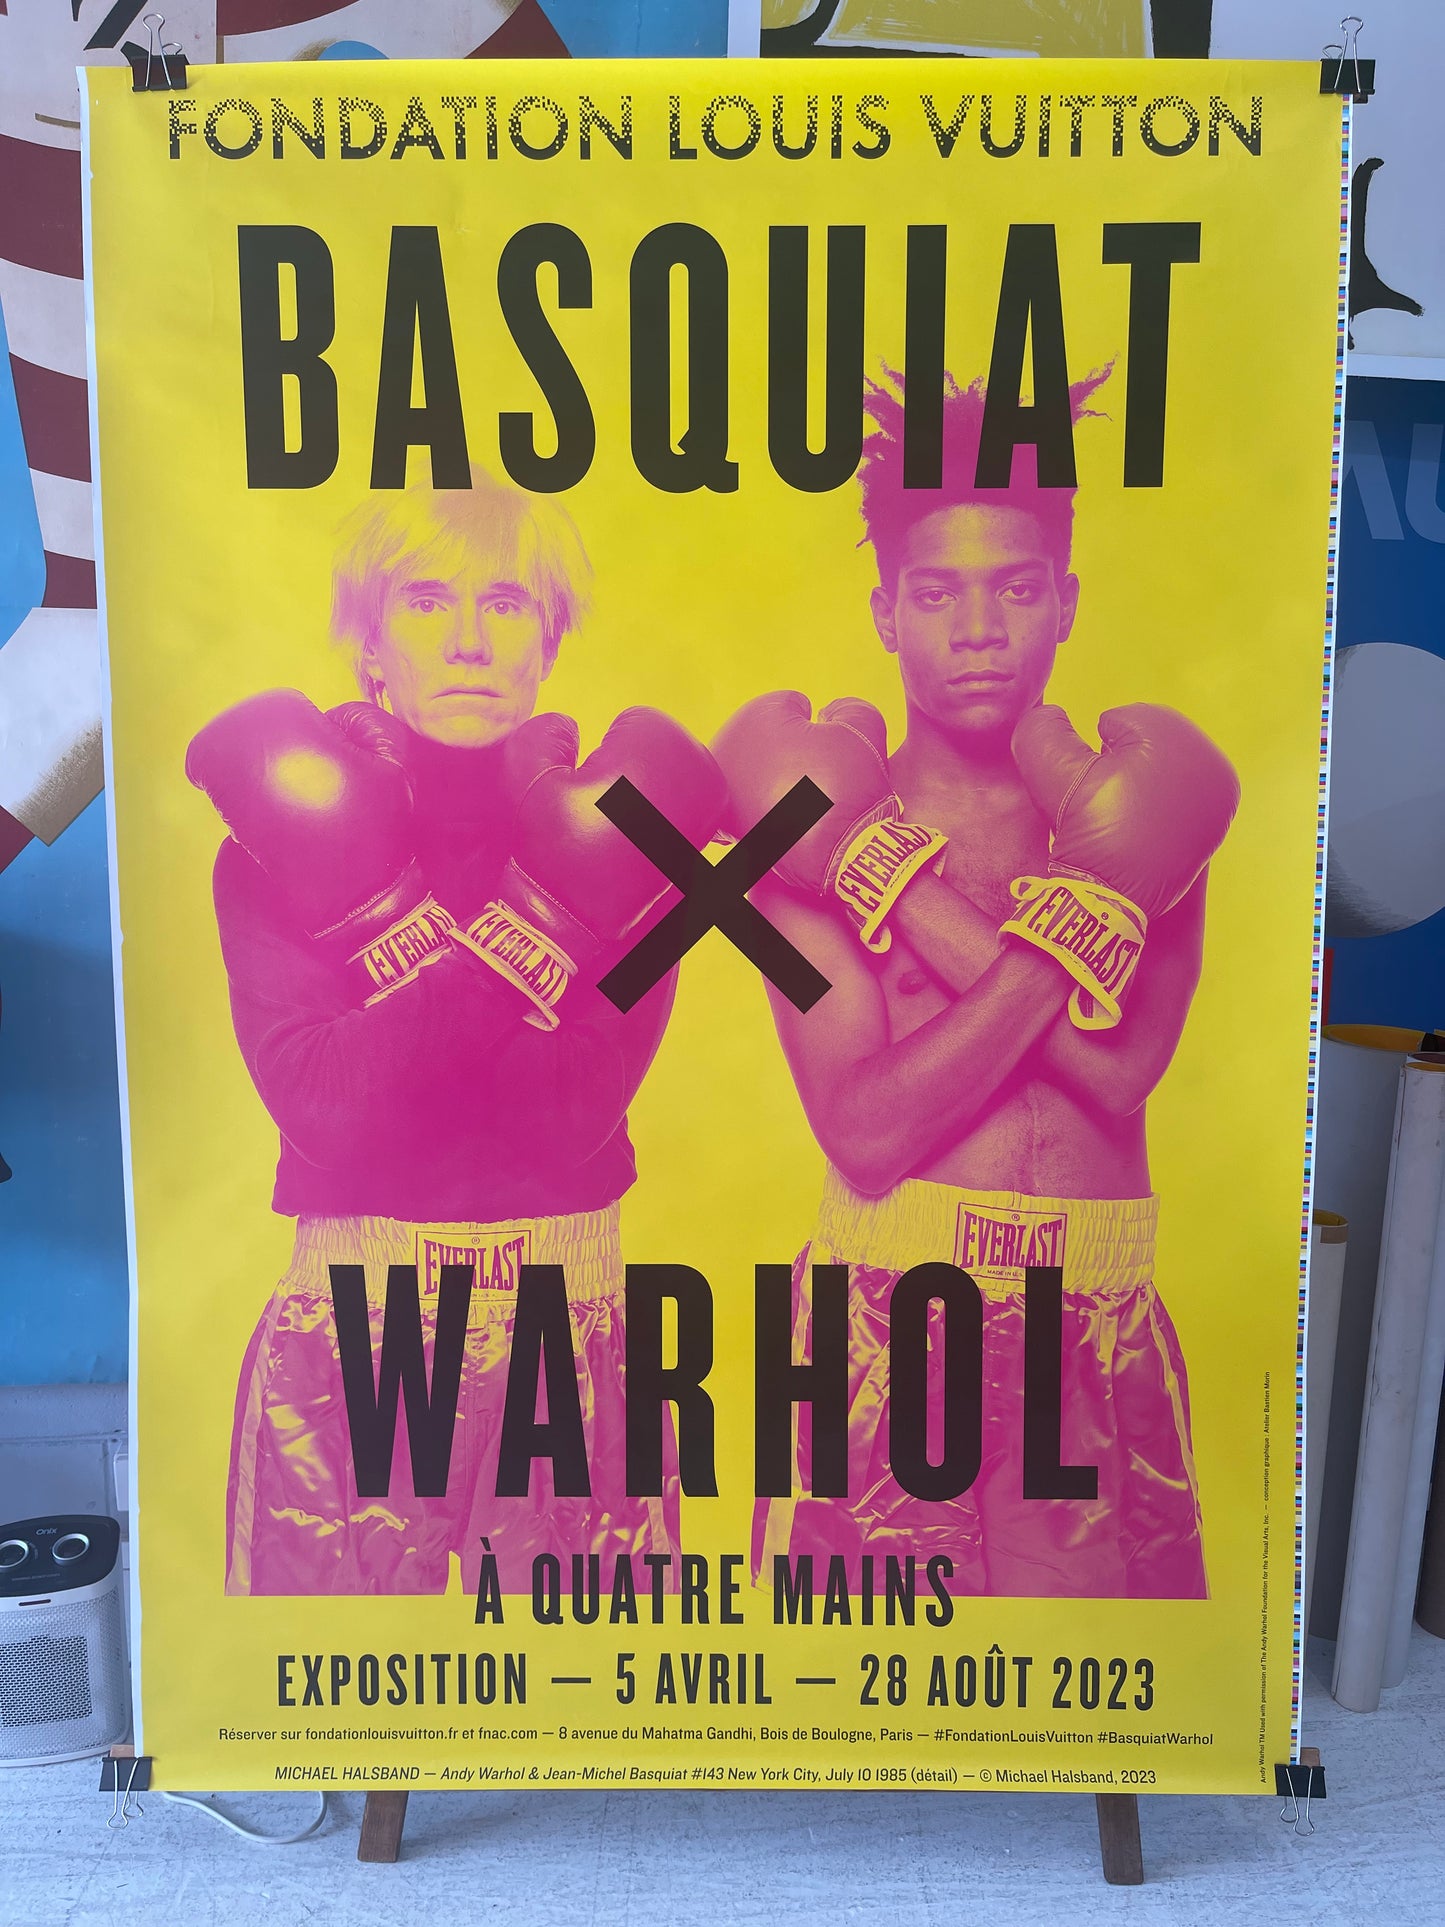 FONDATION LOUIS VUITTON
BASQUIAT
×
EVERLAST
EVERLAST
EVERLAST
EVERLAST
EVERLAST
EVERLAST
MADE IN U.S.
WARHOL
À QUATRE MAINS
EXPOSITION — 5 AVRIL — 28 AOÛT 2023
Réserver sur fondationlouisvuitton.fr et fnac.com — 8 avenue du Mahatma Gandhi, Bois de Boulogne, Paris — #FondationLouisVuitton #BasquiatWarhol
MICHAEL HALSBAND — Andy Warhol & Jean-Michel Basquiat #143 New York City, July 10 1985 (détail) — © Michael Halsband, 2023
Andy Warhol TM Used with permission of The Andy Warhol Foundation for the Visual Arts, Inc. — conception graphique : Atelier Bastien Morin
Onix